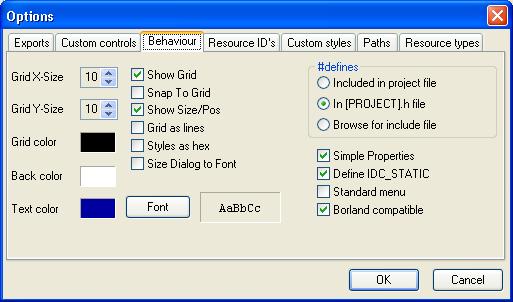 Options
Exports Custom controls Behaviour Resource ID's Custom styles Paths Resource types
Grid X-Size 10
Grid Y-Size 10
Grid color
Back color
Text color
Show Grid
Snap To Grid
Show Size/Pos
Grid as lines
Styles as hex
Size Dialog to Font
Font
AaBbCc
#defines
Included in project file
In [PROJECT].h file
Browse for include file
Simple Properties
Define IDC_STATIC
Standard menu
Borland compatible
OK Cancel